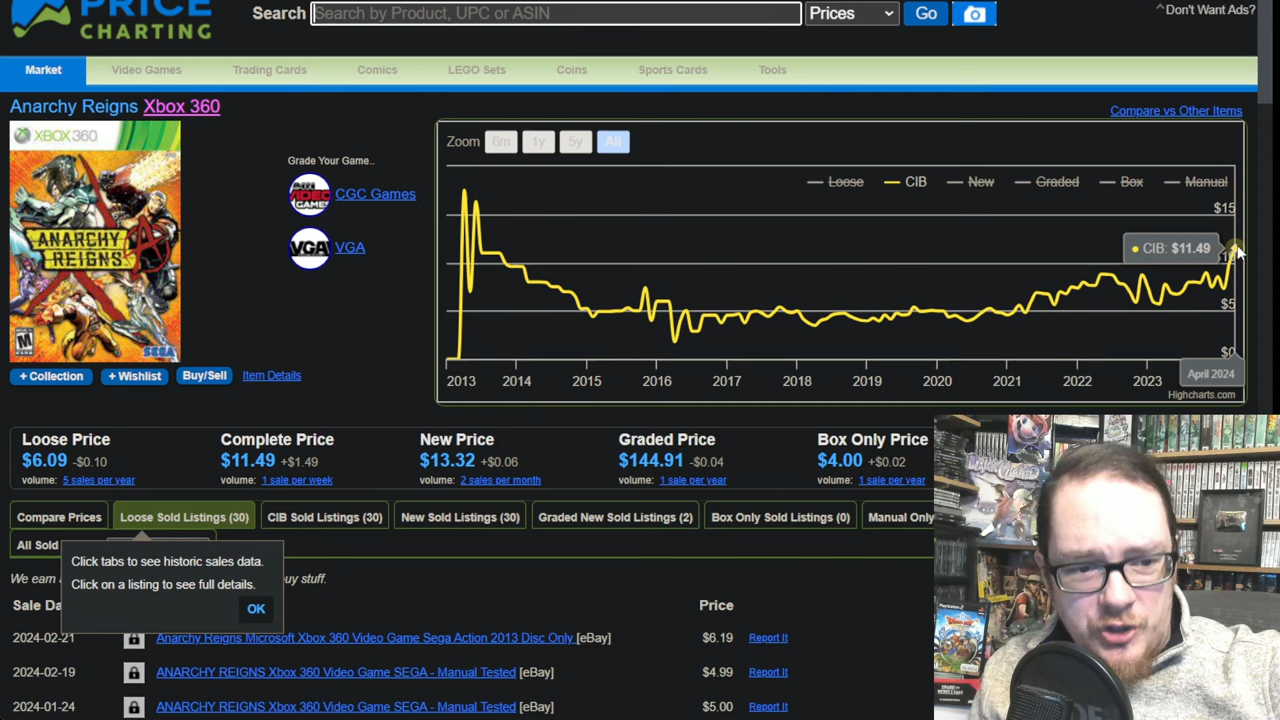 PRICE
CHARTING
Search Search by Product, UPC or ASIN Prices Go
^Don't Want Ads?
Market Video Games Trading Cards Comics LEGO Sets Coins Sports Cards Tools
Anarchy Reigns Xbox 360
Compare vs Other Items
XBOX 360
ANARCHY
REIGNS
M
SEGA
Grade Your Game..
VIDEO
GAMES
CGC Games
VGA VGA
Zoom 6m 1y 5y All
Loose CIB New Graded Box Manual
$15
CIB: $11.49
$5
$0
2013 2014 2015 2016 2017 2018 2019 2020 2021 2022 2023
April 2024
Highcharts.com
+ Collection + Wishlist Buy/Sell Item Details
Loose Price Complete Price New Price Graded Price Box Only Price
$6.09 -$0.10 $11.49 +$1.49 $13.32 +$0.06 $144.91 -$0.04 $4.00 +$0.02
volume: 5 sales per year volume: 1 sale per week volume: 2 sales per month volume: 1 sale per year volume: 1 sale per year
Compare Prices Loose Sold Listings (30) CIB Sold Listings (30) New Sold Listings (30) Graded New Sold Listings (2) Box Only Sold Listings (0) Manual Only
All Sold
Click tabs to see historic sales data.
Click on a listing to see full details.
OK
We earn buy stuff.
Sale Da Price
2024-02-21 Anarchy Reigns Microsoft Xbox 360 Video Game Sega Action 2013 Disc Only [eBay] $6.19 Report It
2024-02-19 ANARCHY REIGNS Xbox 360 Video Game SEGA - Manual Tested [eBay] $4.99 Report It
2024-01-24 ANARCHY REIGNS Xbox 360 Video Game SEGA - Manual Tested [eBay] $5.00 Report It
PlayStation 2